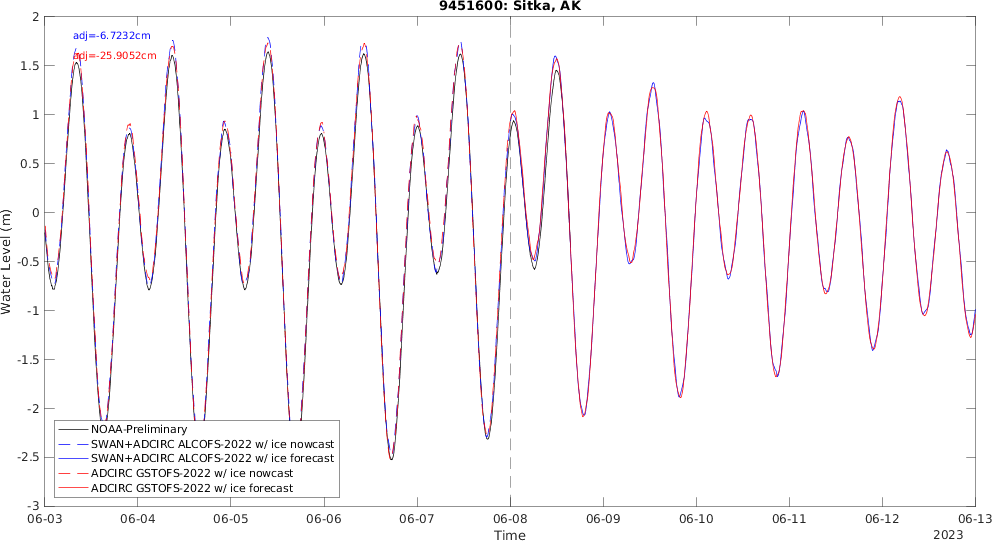 9451600: Sitka, AK
adj=-6.7232cm
adj=-25.9052cm
2
1.5
1
0.5
0
-0.5
-1
-1.5
-2
-2.5
-3
Water Level (m)
NOAA-Preliminary
SWAN+ADCIRC ALCOFS-2022 w/ ice nowcast
SWAN+ADCIRC ALCOFS-2022 w/ ice forecast
ADCIRC GSTOFS-2022 w/ ice nowcast
ADCIRC GSTOFS-2022 w/ ice forecast
06-03 06-04 06-05 06-06 06-07 06-08 06-09 06-10 06-11 06-12 06-13
Time
2023